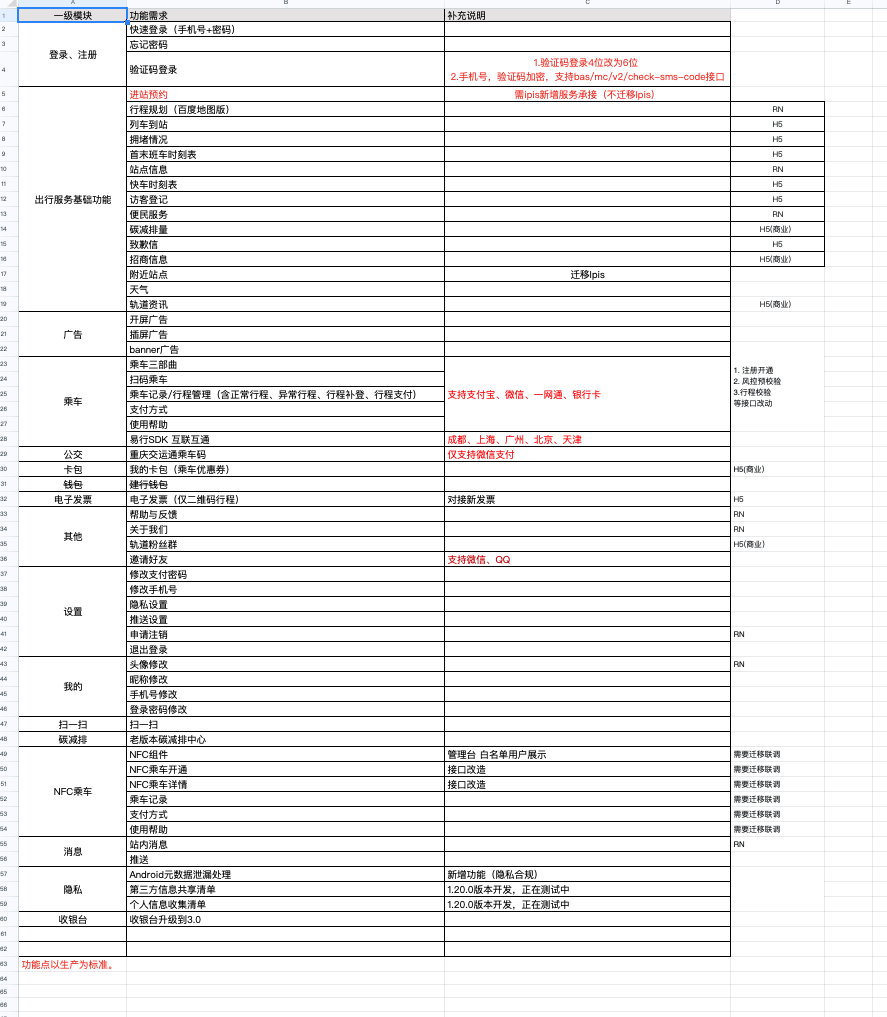 A B C D E
1 一级模块 功能需求 补充说明
2 快速登录（手机号+密码）
3 忘记密码
登录、注册
4 验证码登录 1.验证码登录4位改为6位
2.手机号，验证码加密，支持bas/mc/v2/check-sms-code接口
5 进站预约 需ipis新增服务承接（不迁移Ipis）
6 行程规划（百度地图版） RN
7 列车到站 H5
8 拥堵情况 H5
9 首末班车时刻表 H5
10 站点信息 RN
11 快车时刻表 H5
12 出行服务基础功能 访客登记 H5
13 便民服务 RN
14 碳减排量 H5(商业)
15 致歉信 H5
16 招商信息 H5(商业)
17 附近站点 迁移Ipis
18 天气
19 轨道资讯 H5(商业)
20 开屏广告
21 广告 插屏广告
22 banner广告
23 乘车三部曲
1. 注册开通
24 扫码乘车
2. 风控预校验
25 乘车 乘车记录/行程管理（含正常行程、异常行程、行程补登、行程支付） 支持支付宝、微信、一网通、银行卡
3.行程校验
等接口改动
26 支付方式
27 使用帮助
28 易行SDK 互联互通 成都、上海、广州、北京、天津
29 公交 重庆交运通乘车码 仅支持微信支付
30 卡包 我的卡包（乘车优惠券） H5(商业)
31 钱包 建行钱包
32 电子发票 电子发票（仅二维码行程） 对接新发票 H5
33 帮助与反馈 RN
34 其他 关于我们 RN
35 轨道粉丝群 H5(商业)
36 邀请好友 支持微信、QQ
37 修改支付密码
38 修改手机号
39 设置 隐私设置
40 推送设置
41 申请注销 RN
42 退出登录
43 头像修改 RN
44 我的 昵称修改
45 手机号修改
46 登录密码修改
47 扫一扫 扫一扫
48 碳减排 老版本碳减排中心
49 NFC组件 管理台 白名单用户展示 需要迁移联调
50 NFC乘车开通 接口改造 需要迁移联调
51 NFC乘车 NFC乘车详情 接口改造 需要迁移联调
52 乘车记录 需要迁移联调
53 支付方式 需要迁移联调
54 使用帮助 需要迁移联调
55 消息 站内消息 RN
56 推送
57 Android元数据泄漏处理 新增功能（隐私合规）
58 隐私 第三方信息共享清单 1.20.0版本开发，正在测试中
59 个人信息收集清单 1.20.0版本开发，正在测试中
60 收银台 收银台升级到3.0
61
62
63 功能点以生产为标准。
64
65
66